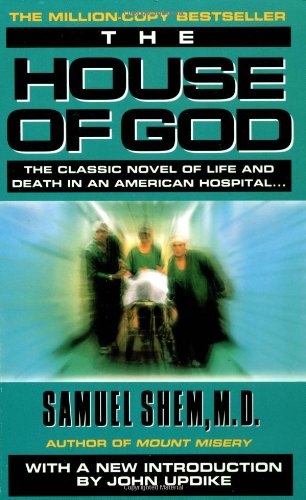 THE MILLION-COPY BESTSELLER
THE
HOUSE
OF GOD
THE CLASSIC NOVEL OF LIFE AND
DEATH IN AN AMERICAN HOSPITAL...
SAMUEL SHEM, M.D.
AUTHOR OF MOUNT MISERY
WITH A NEW INTRODUCTION
BY JOHN UPDIKE